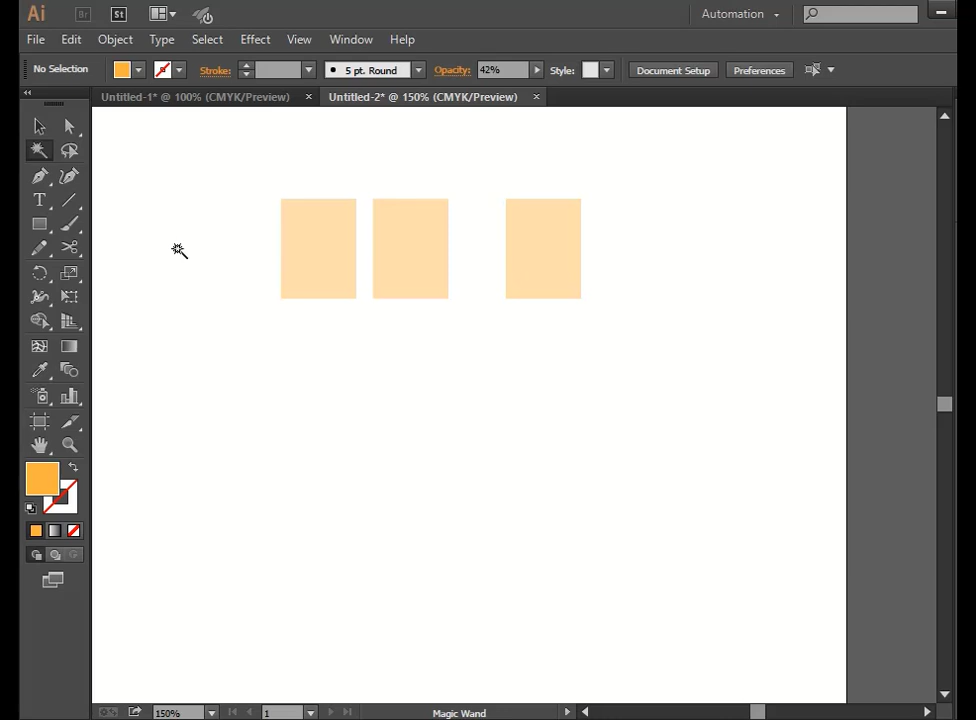 Ai Br St Automation
File Edit Object Type Select Effect View Window Help
No Selection Stroke: 5 pt. Round Opacity: 42% Style: Document Setup Preferences
Untitled-1* @ 100% (CMYK/Preview) × Untitled-2* @ 150% (CMYK/Preview) ×
T
150% 1 Magic Wand